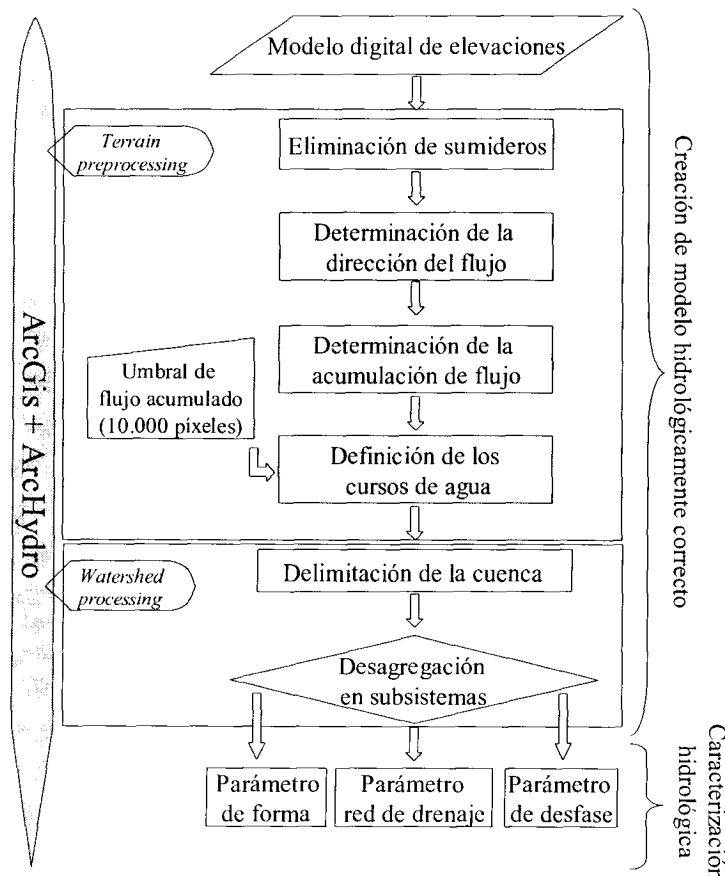 Modelo digital de elevaciones
Terrain
preprocessing
Eliminación de sumideros
Determinación de la
dirección del flujo
Determinación de la
acumulación de flujo
Umbral de
flujo acumulado
(10.000 píxeles)
Definición de los
cursos de agua
Watershed
processing
Delimitación de la cuenca
Desagregación
en subsistemas
Parámetro
de forma
Parámetro
red de drenaje
Parámetro
de desfase
ArcGis + ArcHydro
Creación de modelo hidrológicamente correcto
Caracterización
hidrológica